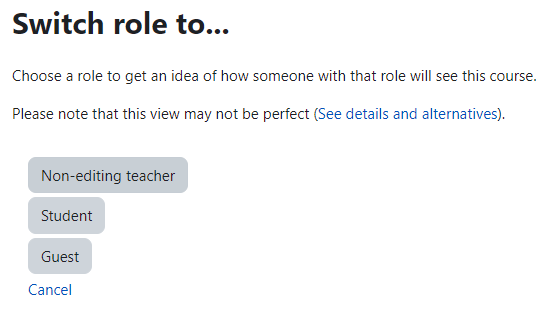 Switch role to...
Choose a role to get an idea of how someone with that role will see this course.
Please note that this view may not be perfect (See details and alternatives).
Non-editing teacher
Student
Guest
Cancel